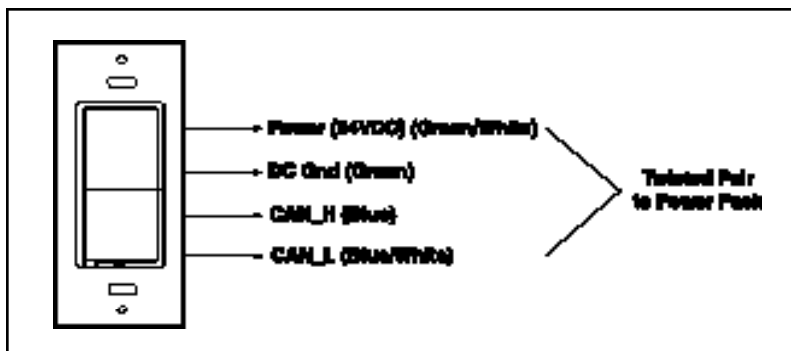 Power (24VDC) (Green/White)
DC Gnd (Green)
CAN_H (Blue)
CAN_L (Blue/White)
Twisted Pair
to Power Pack